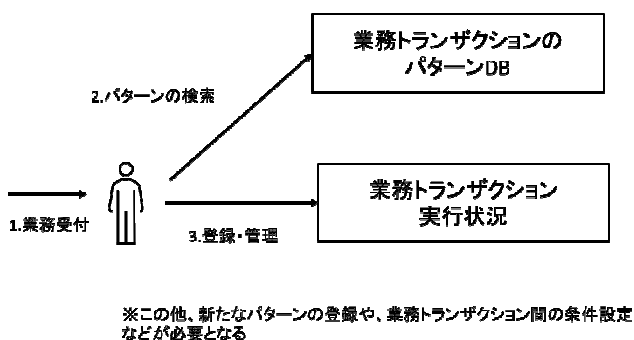 業務トランザクションの
パターンDB
2.パターンの検索
業務トランザクション
実行状況
1.業務受付
3.登録・管理
※この他、新たなパターンの登録や、業務トランザクション間の条件設定
などが必要となる